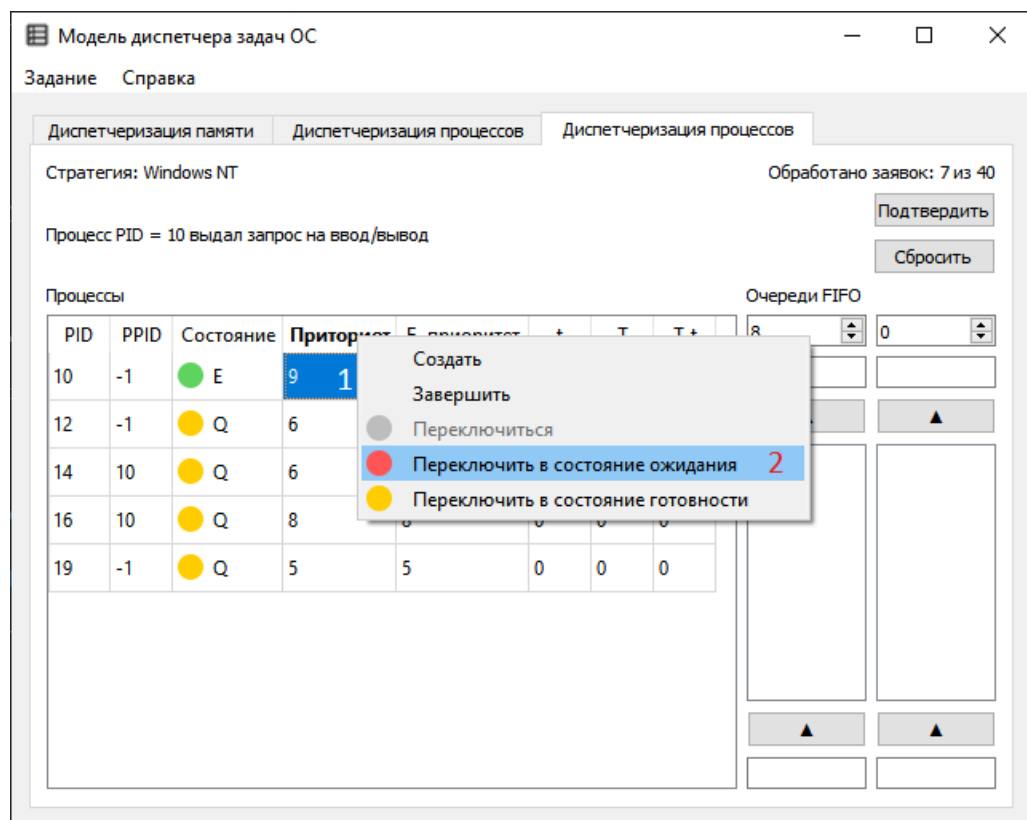 Модель диспетчера задач ОС
Задание Справка
Диспетчеризация памяти Диспетчеризация процессов Диспетчеризация процессов
Стратегия: Windows NT Обработано заявок: 7 из 40
Подтвердить
Процесс PID = 10 выдал запрос на ввод/вывод
Сбросить
Процессы Очереди FIFO
PID PPID Состояние 8 0
10 -1 E 9 1
12 -1 Q 6
14 10 Q 6
16 10 Q 8 0 0 0
19 -1 Q 5 5 0 0 0
Создать
Завершить
Переключиться
Переключить в состояние ожидания 2
Переключить в состояние готовности
▲ ▲
▲ ▲